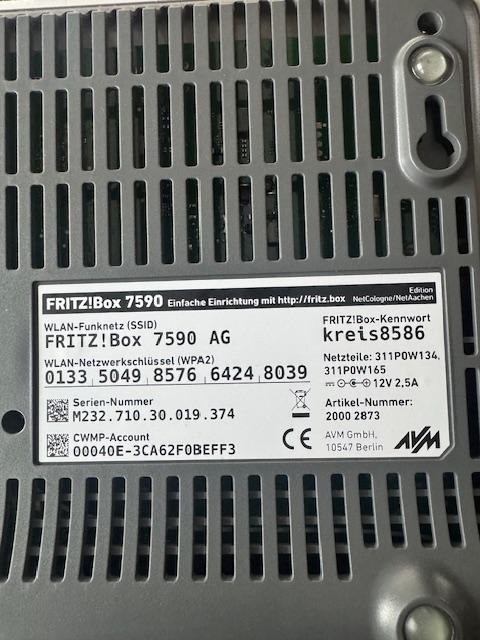 FRITZ!Box 7590 Einfache Einrichtung mit http://fritz.box
Edition
NetCologne/NetAachen
WLAN-Funknetz (SSID)
FRITZ!Box 7590 AG
WLAN-Netzwerkschlüssel (WPA2)
0133 5049 8576 6424 8039
FRITZ!Box-Kennwort
kreis8586
Netzteile: 311P0W134,
311P0W165
12V 2,5A
Serien-Nummer
M232.710.30.019.374
CWMP-Account
00040E-3CA62F0BEFF3
Artikel-Nummer:
2000 2873
CE
AVM GmbH,
10547 Berlin
AVM